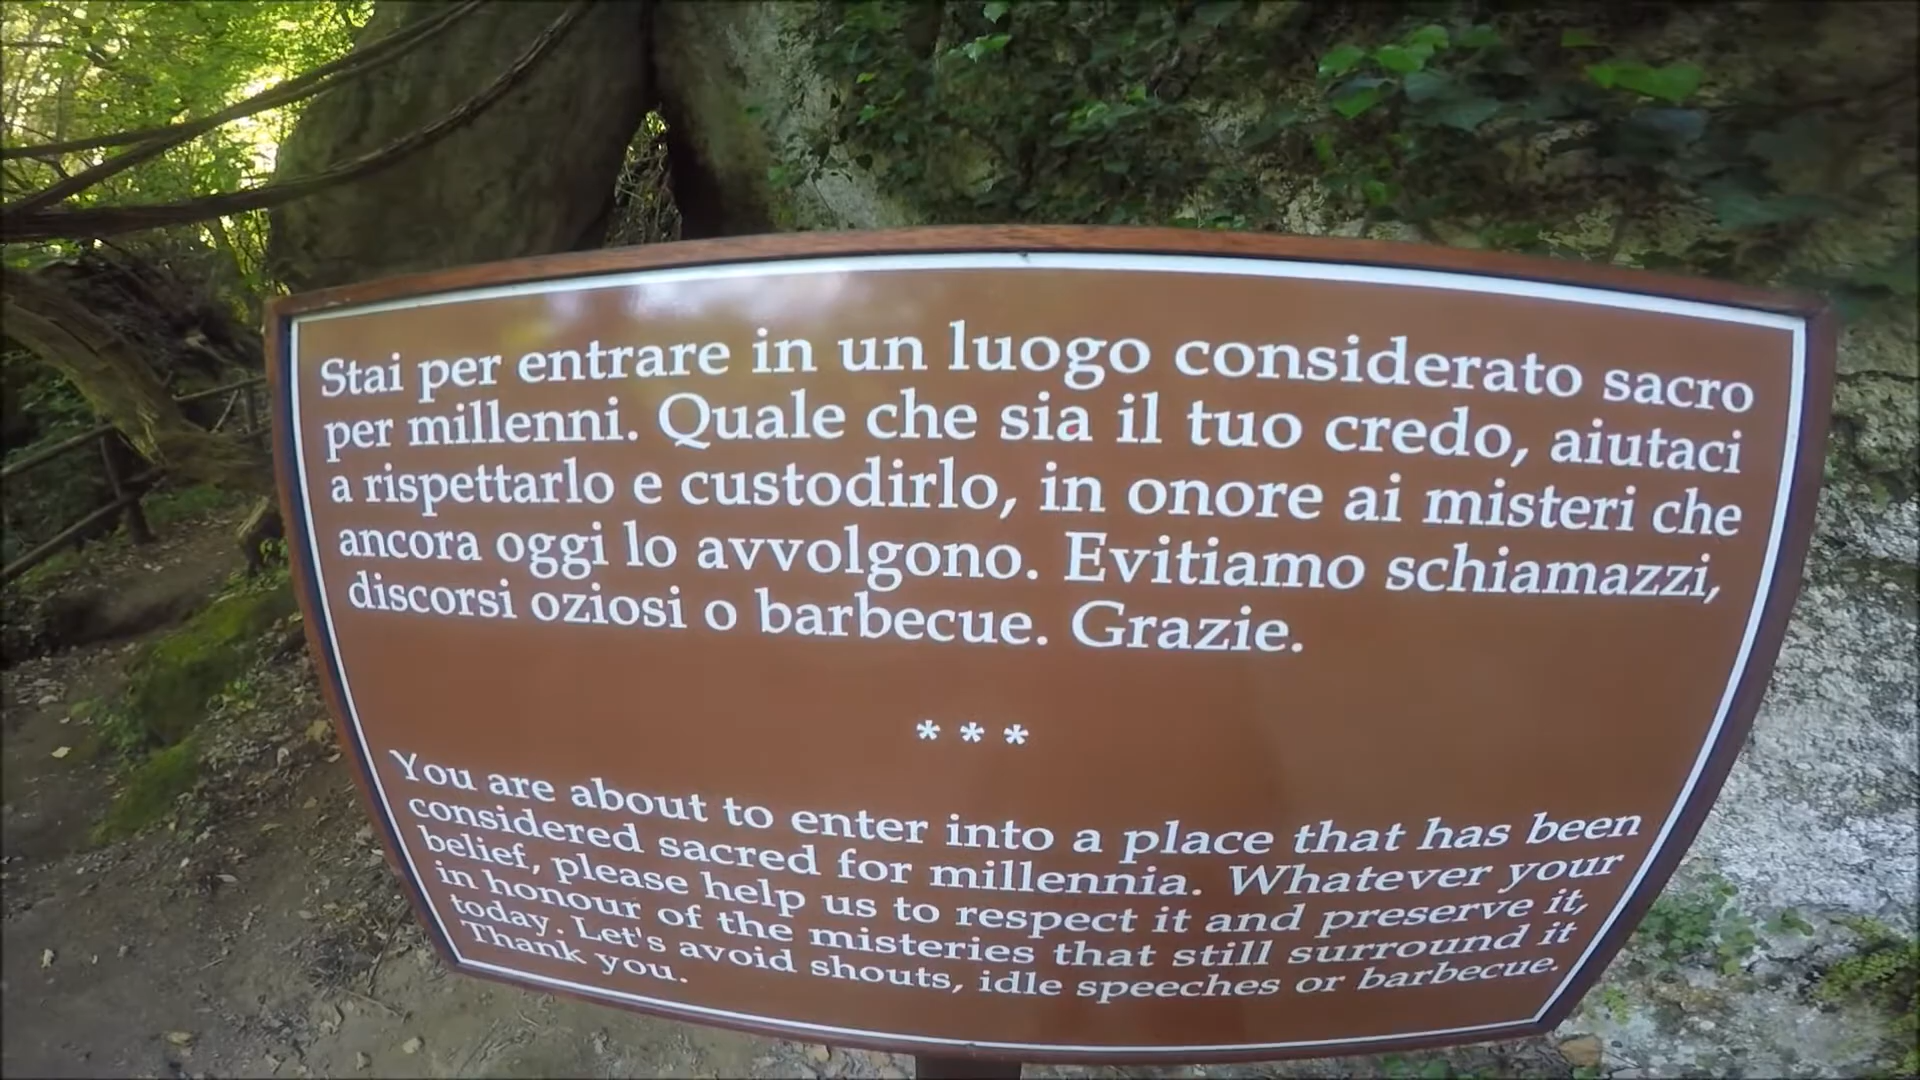 Stai per entrare in un luogo considerato sacro
per millenni. Quale che sia il tuo credo, aiutaci
a rispettarlo e custodirlo, in onore ai misteri che
ancora oggi lo avvolgono. Evitiamo schiamazzi,
discorsi oziosi o barbecue. Grazie.
* * *
You are about to enter into a place that has been
considered sacred for millennia. Whatever your
belief, please help us to respect it and preserve it,
in honour of the misteries that still surround it
today. Let's avoid shouts, idle speeches or barbecue.
Thank you.